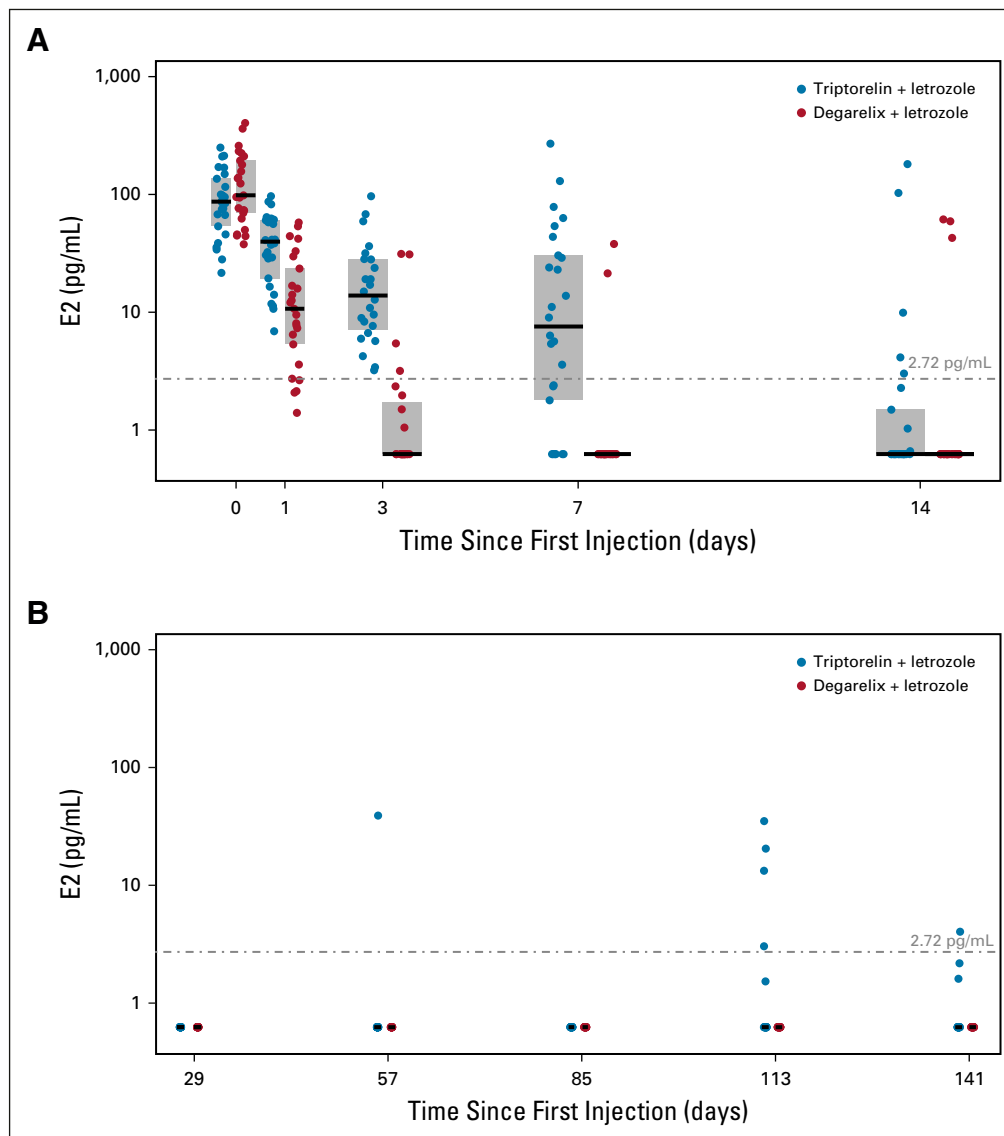 A
1,000
100
10
1
E2 (pg/mL)
Triptorelin + letrozole
Degarelix + letrozole
2.72 pg/mL
0 1 3 7 14
Time Since First Injection (days)
B
1,000
100
10
1
E2 (pg/mL)
Triptorelin + letrozole
Degarelix + letrozole
2.72 pg/mL
29 57 85 113 141
Time Since First Injection (days)